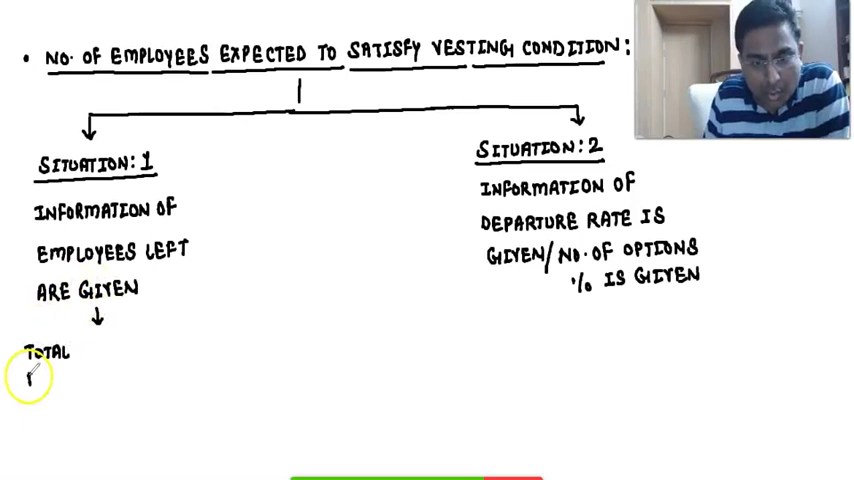 • NO. OF EMPLOYEES EXPECTED TO SATISFY VESTING CONDITION:
SITUATION: 1
INFORMATION OF
EMPLOYEES LEFT
ARE GIVEN
TOTAL
SITUATION: 2
INFORMATION OF
DEPARTURE RATE IS
GIVEN/NO. OF OPTIONS
% IS GIVEN